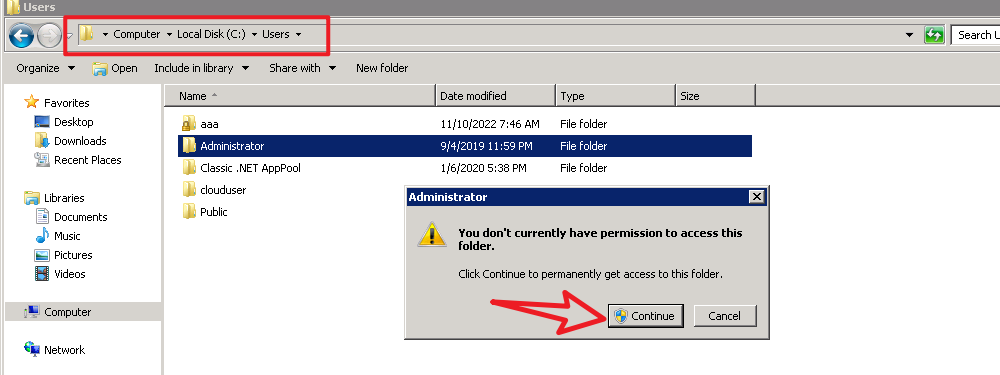 Users
Computer Local Disk (C:) Users
Search U
Organize Open Include in library Share with New folder
Name Date modified Type Size
Favorites
Desktop
Downloads
Recent Places
Libraries
Documents
Music
Pictures
Videos
Computer
Network
aaa 11/10/2022 7:46 AM File folder
Administrator 9/4/2019 11:59 PM File folder
Classic .NET AppPool 1/6/2020 5:38 PM File folder
clouduser
Public
Administrator
You don't currently have permission to access this
folder.
Click Continue to permanently get access to this folder.
Continue Cancel